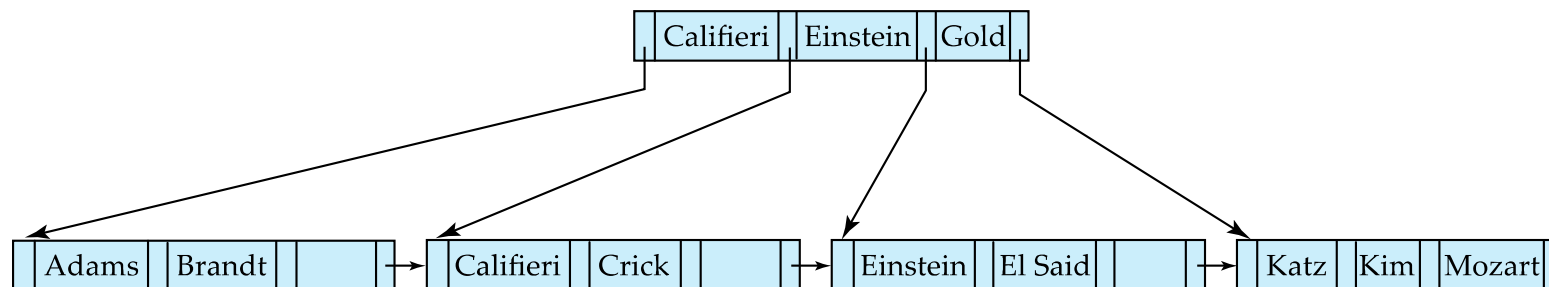 Califieri Einstein Gold
Adams Brandt Califieri Crick Einstein El Said Katz Kim Mozart